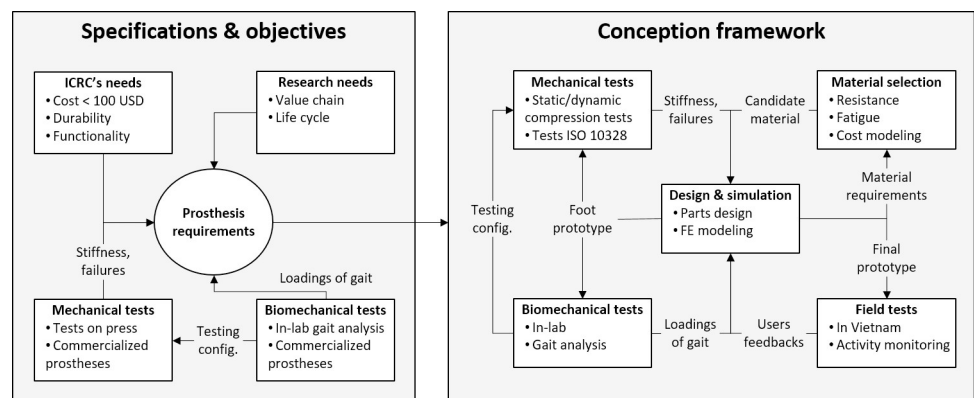 Specifications & objectives
ICRC's needs
• Cost < 100 USD
• Durability
• Functionality
Research needs
• Value chain
• Life cycle
Prosthesis
requirements
Stiffness,
failures
Loadings of gait
Mechanical tests
• Tests on press
• Commercialized
prostheses
Testing
config.
Biomechanical tests
• In-lab gait analysis
• Commercialized
prostheses
Conception framework
Mechanical tests
• Static/dynamic
compression tests
• Tests ISO 10328
Stiffness,
failures
Candidate
material
Material selection
• Resistance
• Fatigue
• Cost modeling
Testing
config.
Foot
prototype
Design & simulation
• Parts design
• FE modeling
Material
requirements
Final
prototype
Biomechanical tests
• In-lab
• Gait analysis
Loadings
of gait
Users
feedbacks
Field tests
• In Vietnam
• Activity monitoring